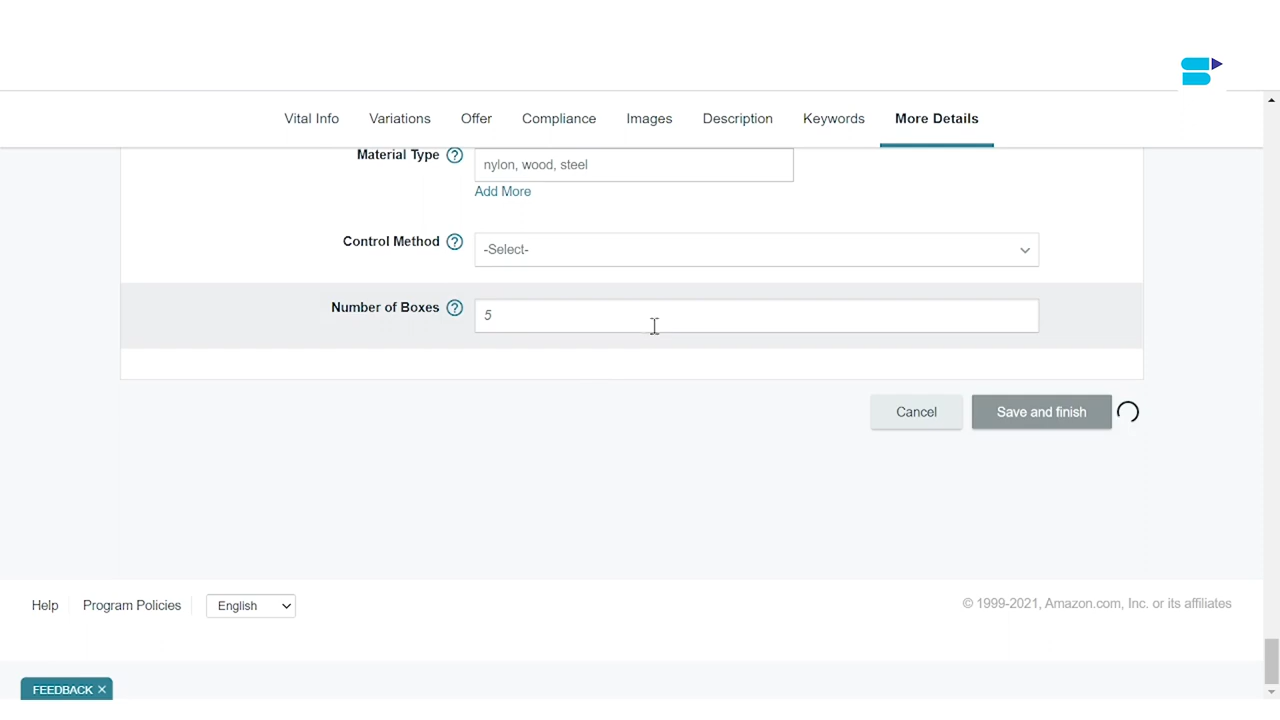 Vital Info Variations Offer Compliance Images Description Keywords More Details
Material Type ? nylon, wood, steel
Add More
Control Method ? -Select-
Number of Boxes ? 5
Cancel Save and finish
Help Program Policies English © 1999-2021, Amazon.com, Inc. or its affiliates
FEEDBACK ×